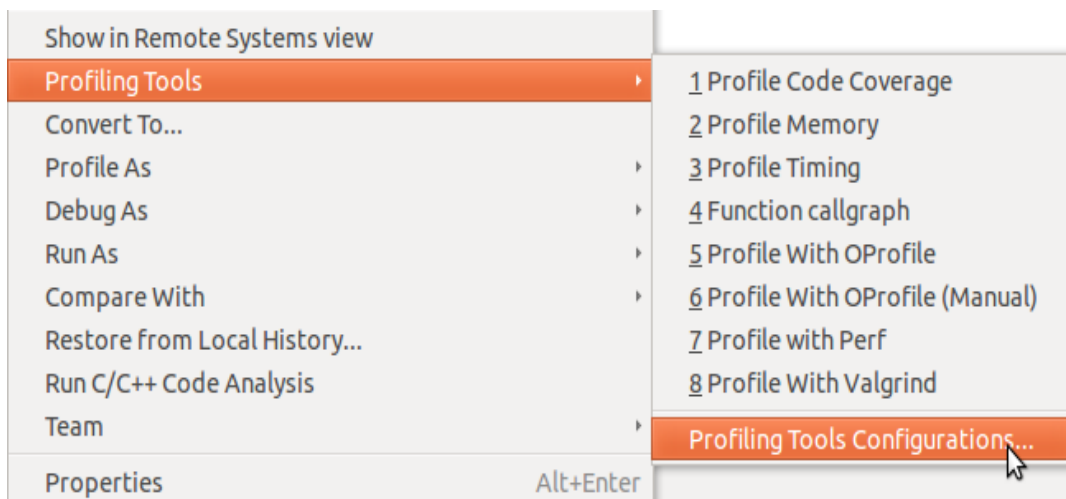 Show in Remote Systems view
Profiling Tools
Convert To...
Profile As
Debug As
Run As
Compare With
Restore from Local History...
Run C/C++ Code Analysis
Team
Properties Alt+Enter
1 Profile Code Coverage
2 Profile Memory
3 Profile Timing
4 Function callgraph
5 Profile With OProfile
6 Profile With OProfile (Manual)
7 Profile with Perf
8 Profile With Valgrind
Profiling Tools Configurations...